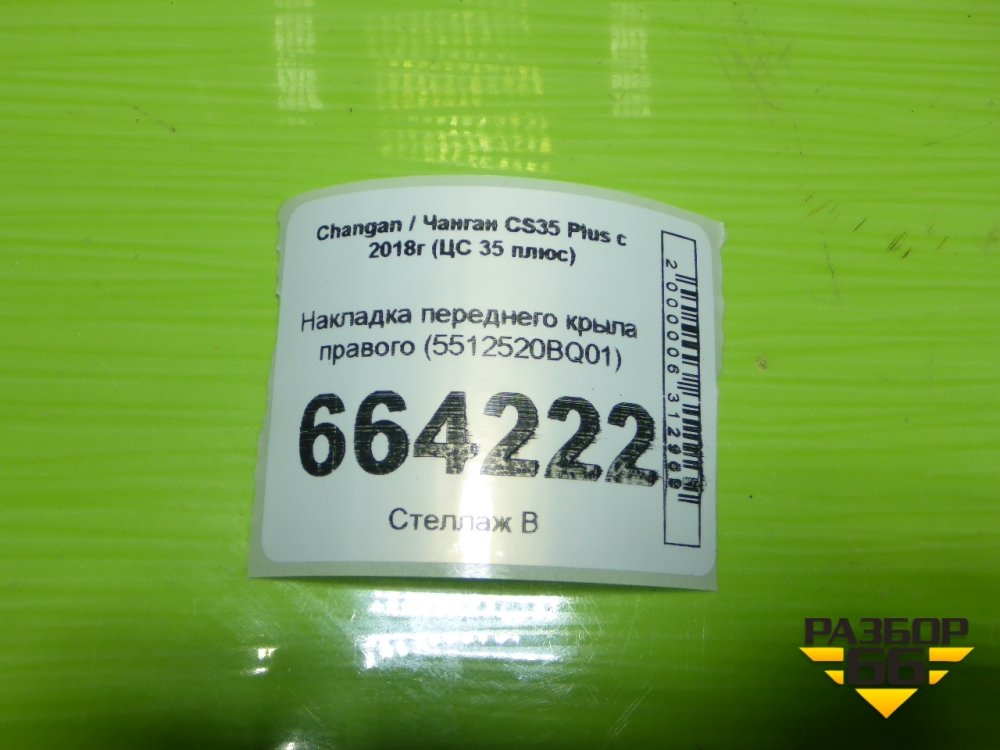 Changan / Чанган CS35 Plus с
2018г (ЦС 35 плюс)
Накладка переднего крыла
правого (5512520BQ01)
664222
Стеллаж В
РАЗБОР
66